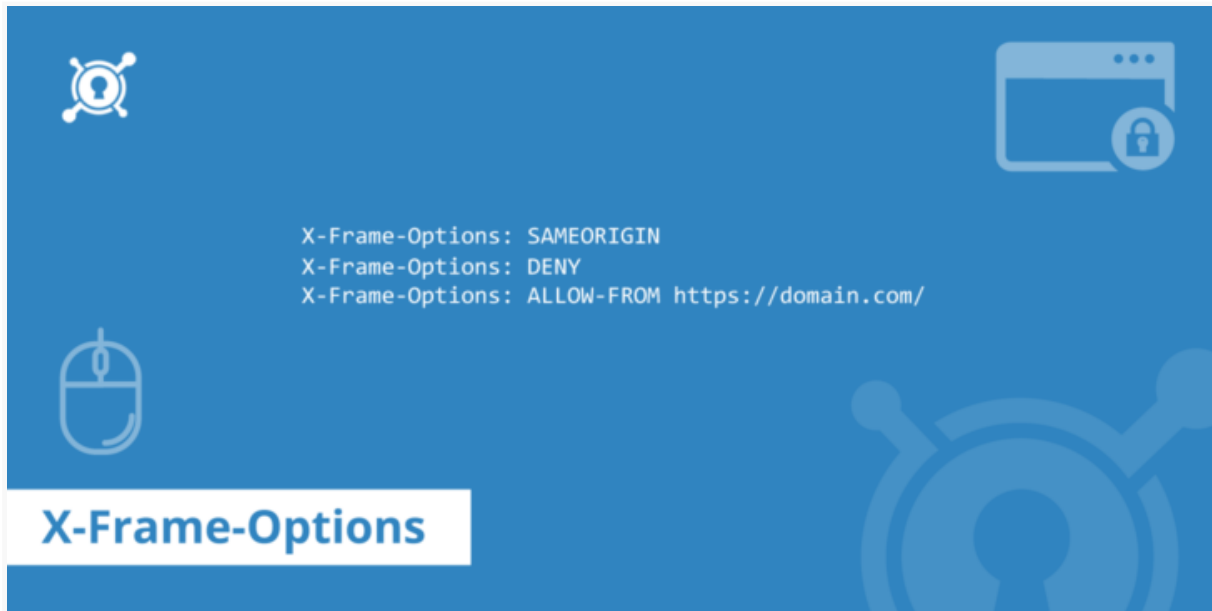 X-Frame-Options: SAMEORIGIN
X-Frame-Options: DENY
X-Frame-Options: ALLOW-FROM https://domain.com/
X-Frame-Options